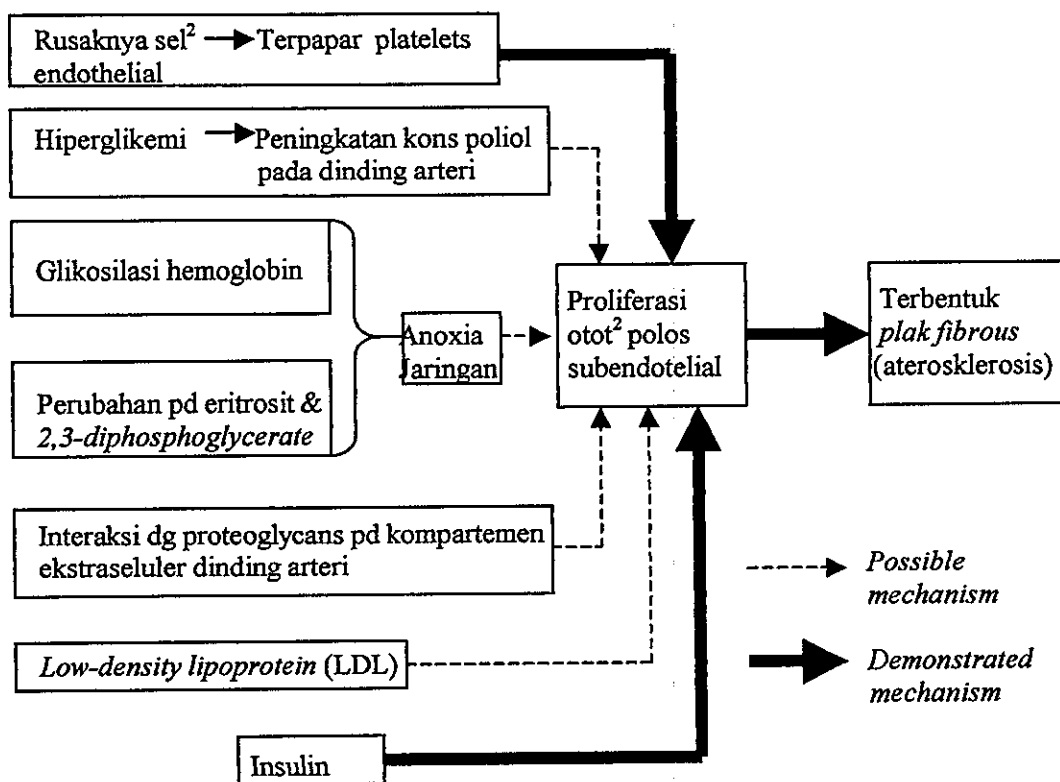 Rusaknya sel² → Terpapar platelets
endothelial
Hiperglikemi → Peningkatan kons poliol
pada dinding arteri
Glikosilasi hemoglobin
Perubahan pd eritrosit &
2,3-diphosphoglycerate
Anoxia
Jaringan
Proliferasi
otot² polos
subendotelial
Terbentuk
plak fibrous
(aterosklerosis)
Interaksi dg proteoglycans pd kompartemen
ekstraseluler dinding arteri
Low-density lipoprotein (LDL)
Insulin
Possible
mechanism
Demonstrated
mechanism